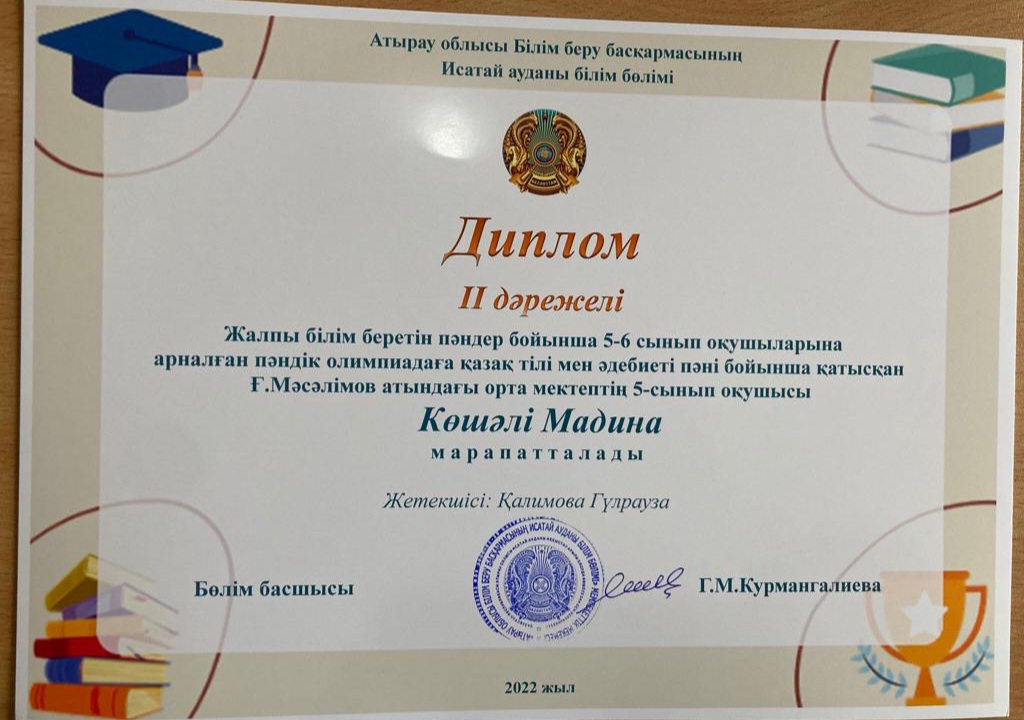 Атырау облысы Білім беру басқармасының
Исатай ауданы білім бөлімі
Диплом
II дәрежелі
Жалпы білім беретін пәндер бойынша 5-6 сынып оқушыларына
арналған пәндік олимпиадаға қазақ тілі мен әдебиеті пәні бойынша қатысқан
Ғ.Мәсәлімов атындағы орта мектептің 5-сынып оқушысы
Көшәлі Мадина
марапатталады
Жетекшісі: Қалимова Гүлрауза
Бөлім басшысы
Г.М.Курмангалиева
2022 жыл